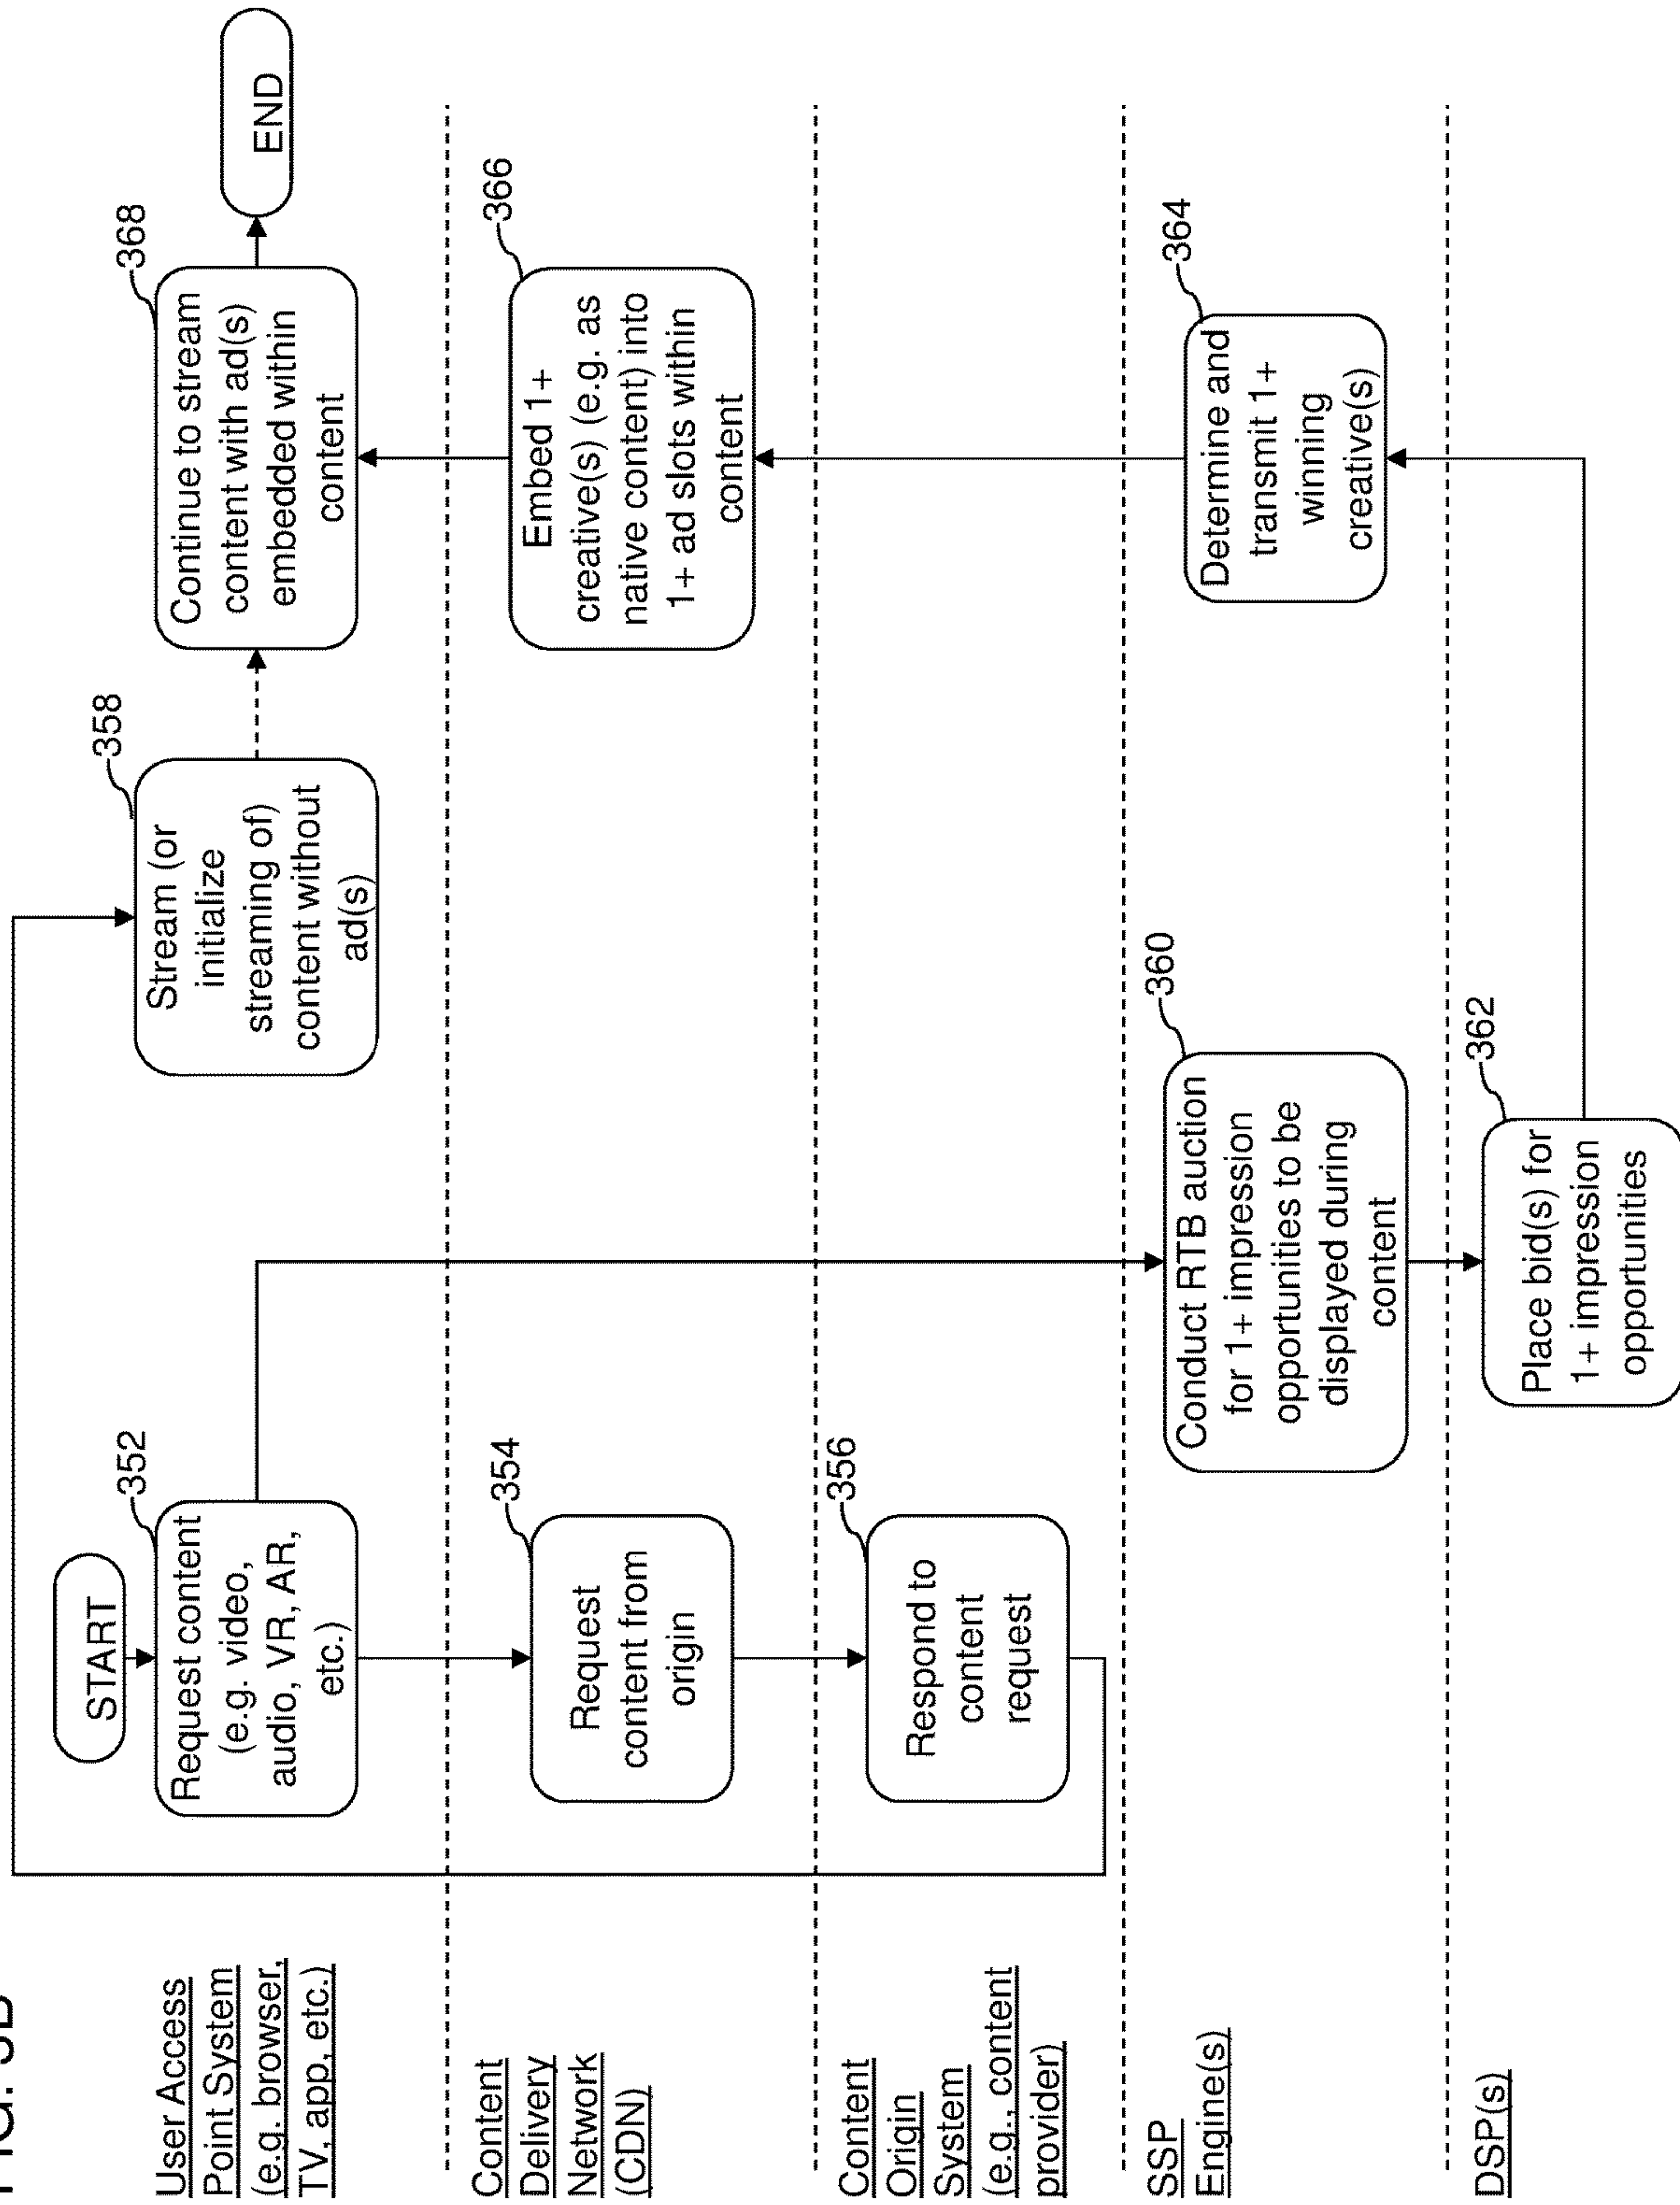 FIG. 3B
User Access
Point System
(e.g. browser,
TV, app, etc.)
START
352
Request content
(e.g. video,
audio, VR, AR,
etc.)
358
Stream (or
initialize
streaming of)
content without
ad(s)
368
Continue to stream
content with ad(s)
embedded within
content
END
Content
Delivery
Network
(CDN)
354
Request
content from
origin
366
Embed 1+
creative(s) (e.g. as
native content) into
1+ ad slots within
content
Content
Origin
System
(e.g., content
provider)
356
Respond to
content
request
SSP
Engine(s)
360
Conduct RTB auction
for 1+ impression
opportunities to be
displayed during
content
364
Determine and
transmit 1+
winning
creative(s)
DSP(s)
362
Place bid(s) for
1+ impression
opportunities